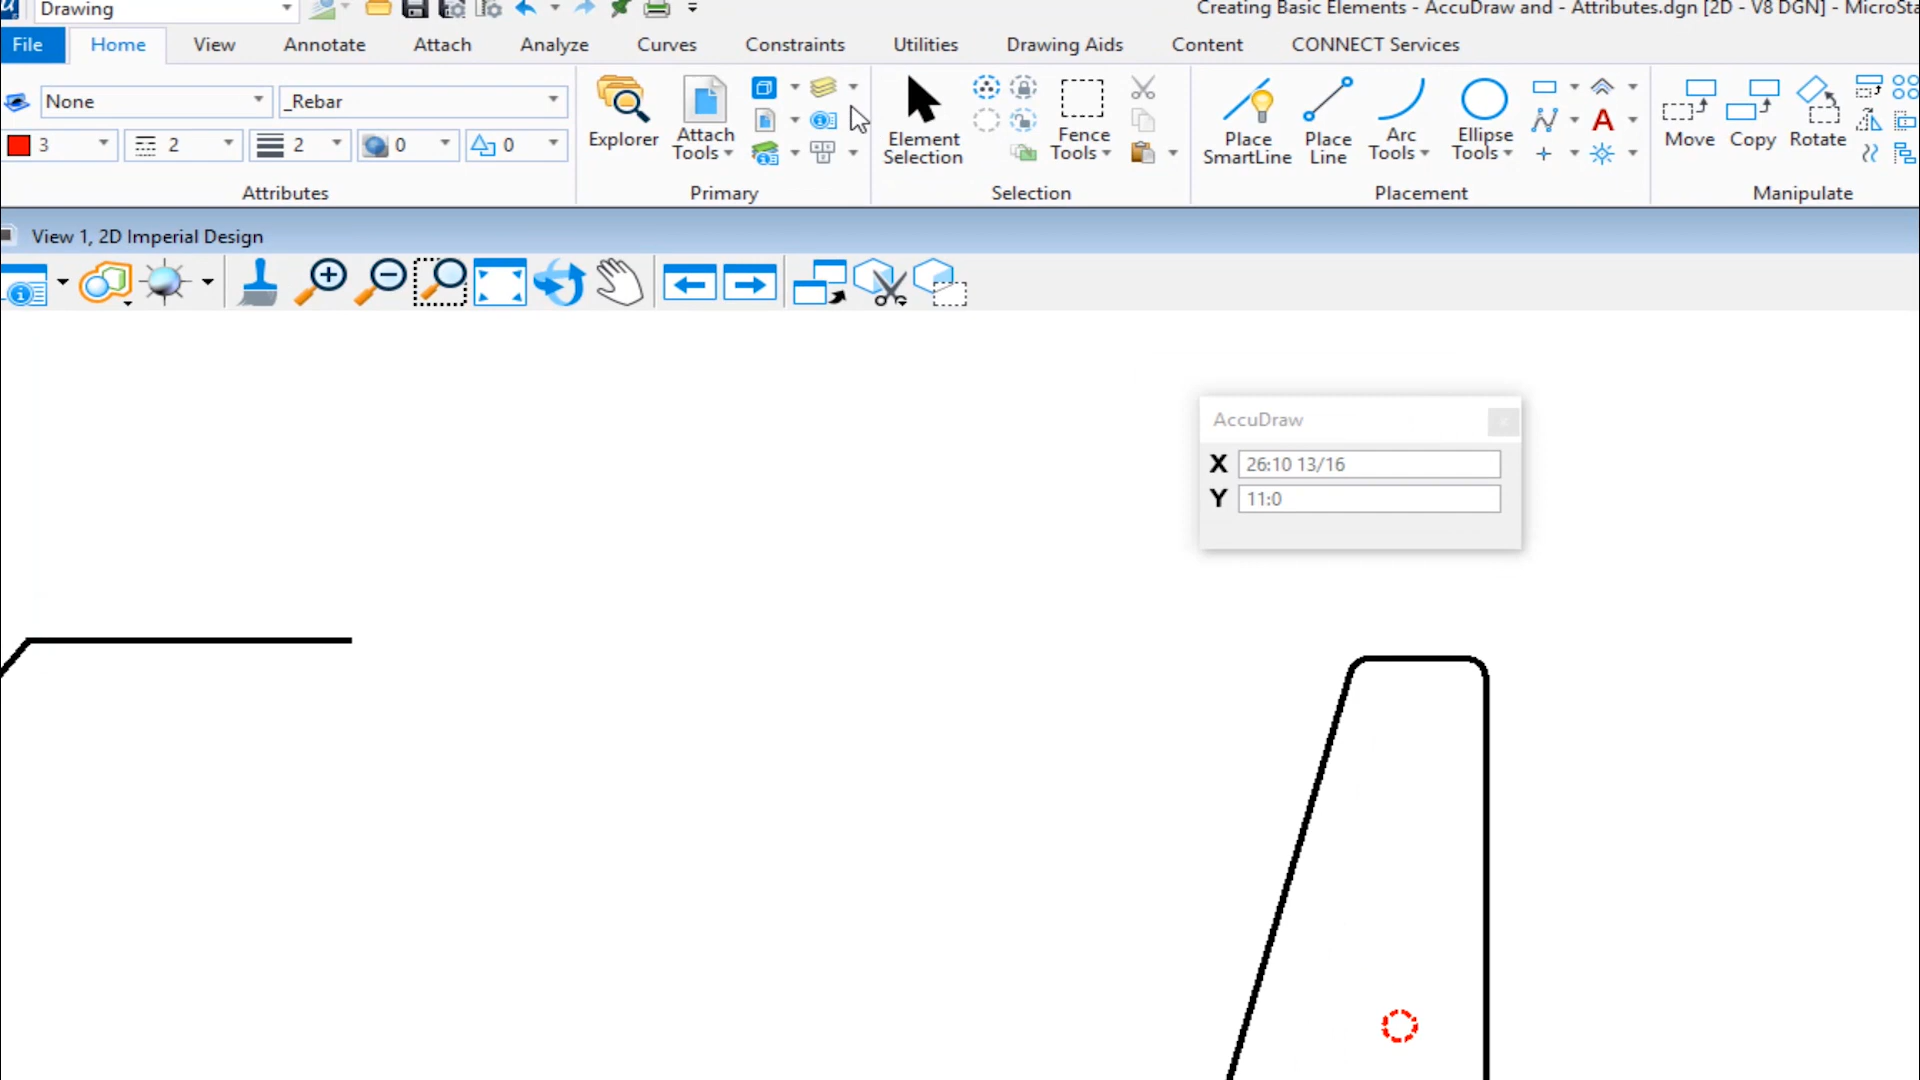 Drawing
Creating Basic Elements - AccuDraw and - Attributes.dgn [2D - V8 DGN] - MicroSta
File Home View Annotate Attach Analyze Curves Constraints Utilities Drawing Aids Content CONNECT Services
None _Rebar
3 2 2 0 0
Explorer
Attach
Tools
Element
Selection
Fence
Tools
Place
SmartLine
Place
Line
Arc
Tools
Ellipse
Tools
A
Move Copy Rotate
Attributes Primary Selection Placement Manipulate
View 1, 2D Imperial Design
AccuDraw
X 26:10 13/16
Y 11:0